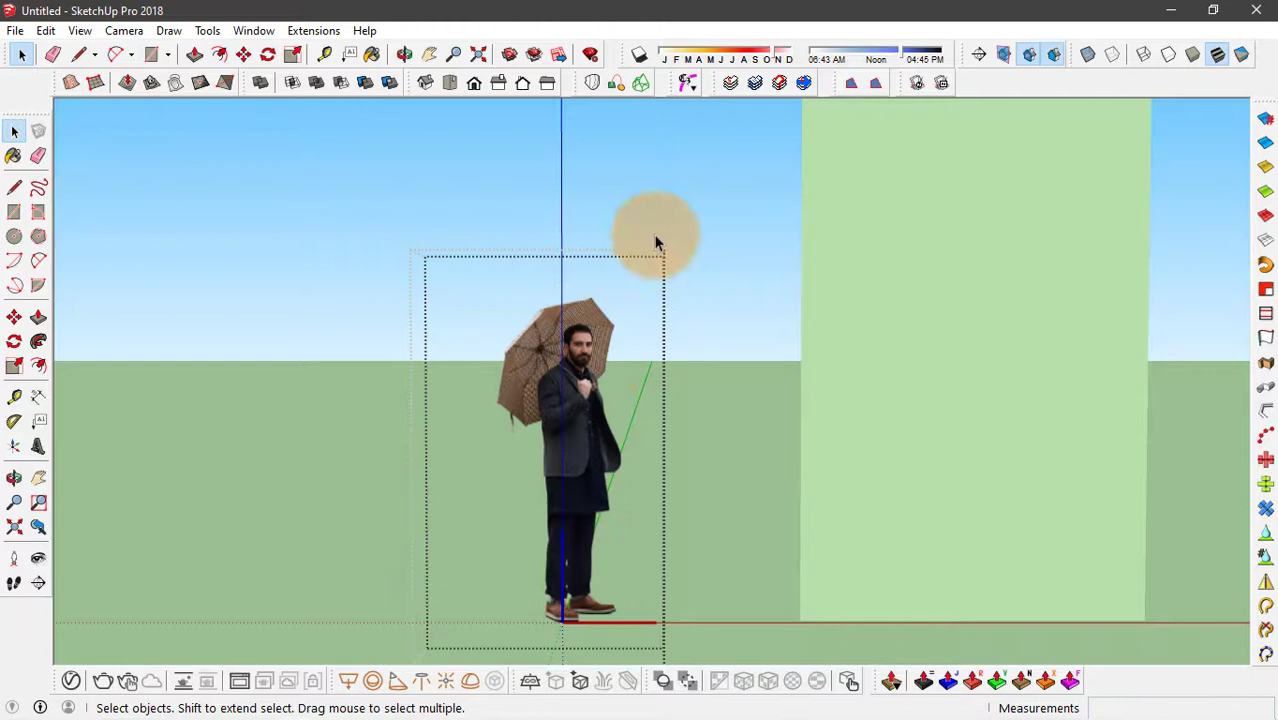 Untitled - SketchUp Pro 2018
File Edit View Camera Draw Tools Window Extensions Help
J F M A M J J A S O N D
06:43 AM Noon 04:45 PM
Select objects. Shift to extend select. Drag mouse to select multiple.
Measurements